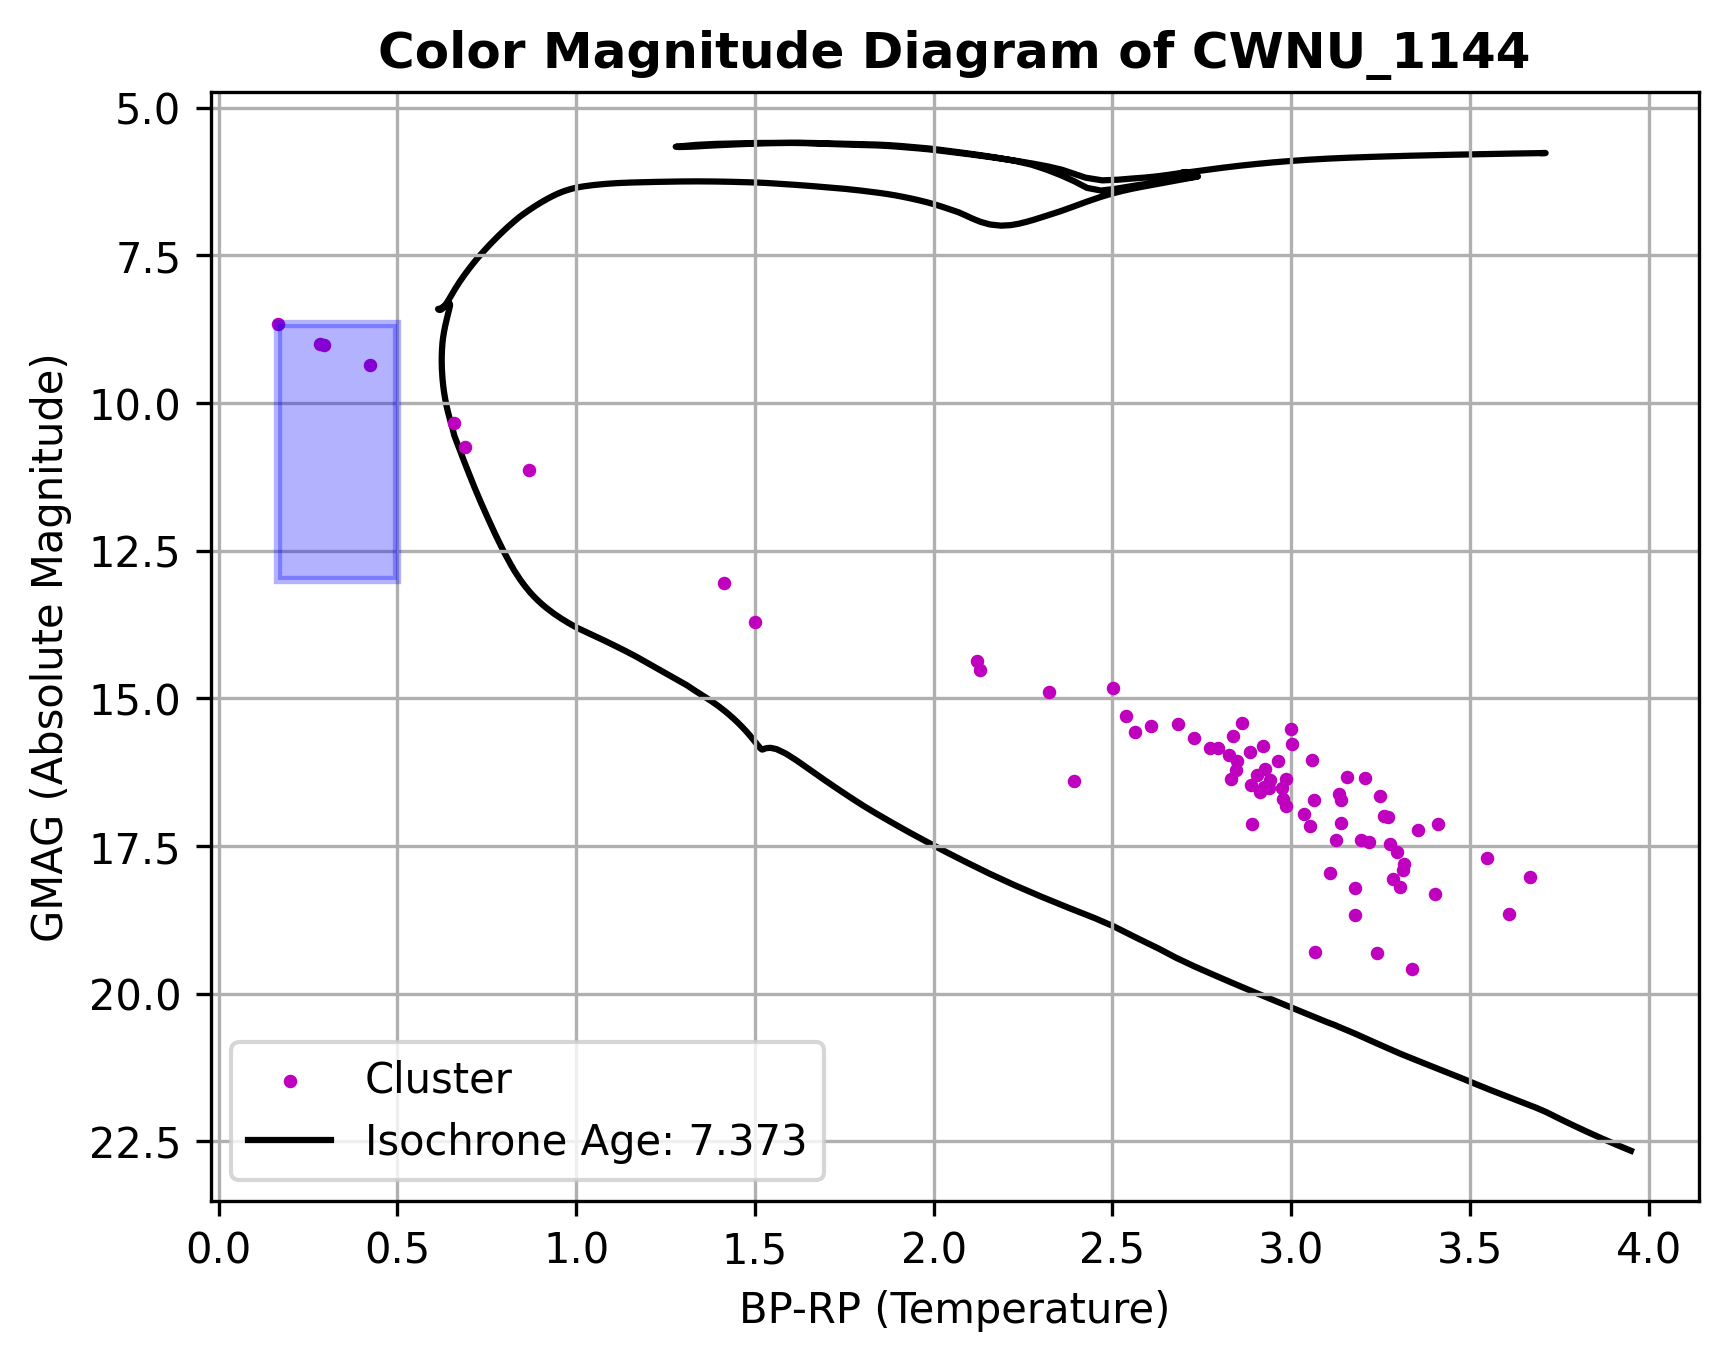 Color Magnitude Diagram of CWNU_1144
GMAG (Absolute Magnitude)
5.0
7.5
10.0
12.5
15.0
17.5
20.0
22.5
Cluster
Isochrone Age: 7.373
0.0 0.5 1.0 1.5 2.0 2.5 3.0 3.5 4.0
BP-RP (Temperature)